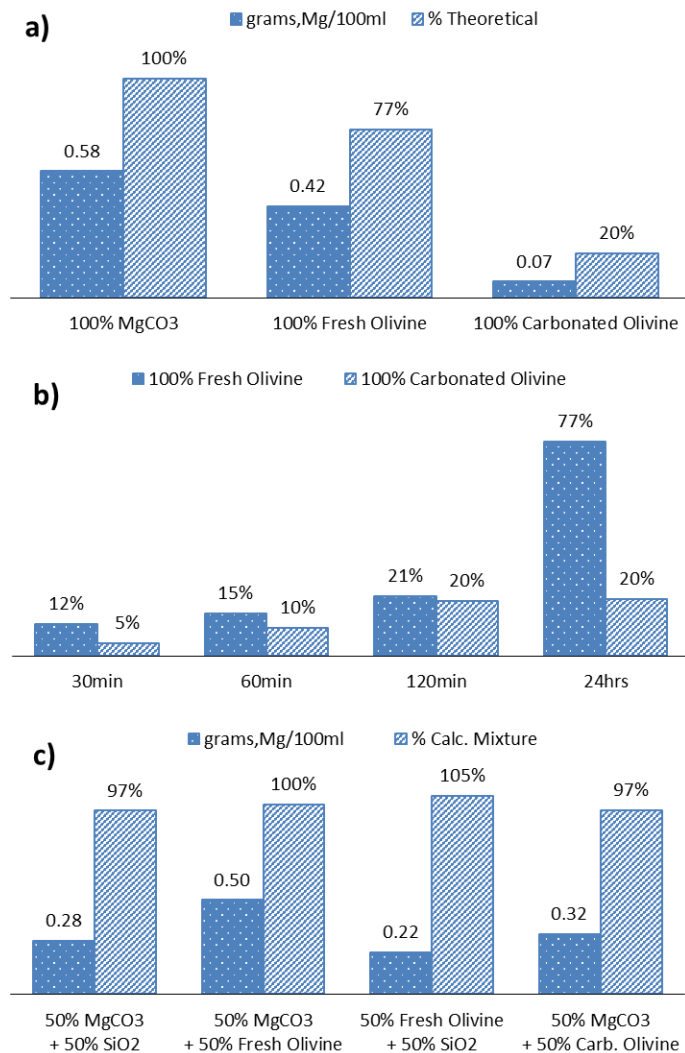 a)
grams,Mg/100ml % Theoretical
100%
77%
0.58
0.42
20%
0.07
100% MgCO3 100% Fresh Olivine 100% Carbonated Olivine
100% Fresh Olivine 100% Carbonated Olivine
b)
77%
12% 5% 15% 10% 21% 20% 20%
30min 60min 120min 24hrs
grams,Mg/100ml % Calc. Mixture
c)
97% 100% 105% 97%
0.28 0.50 0.22 0.32
50% MgCO3 50% MgCO3 50% Fresh Olivine 50% MgCO3
+ 50% SiO2 + 50% Fresh Olivine + 50% SiO2 + 50% Carb. Olivine